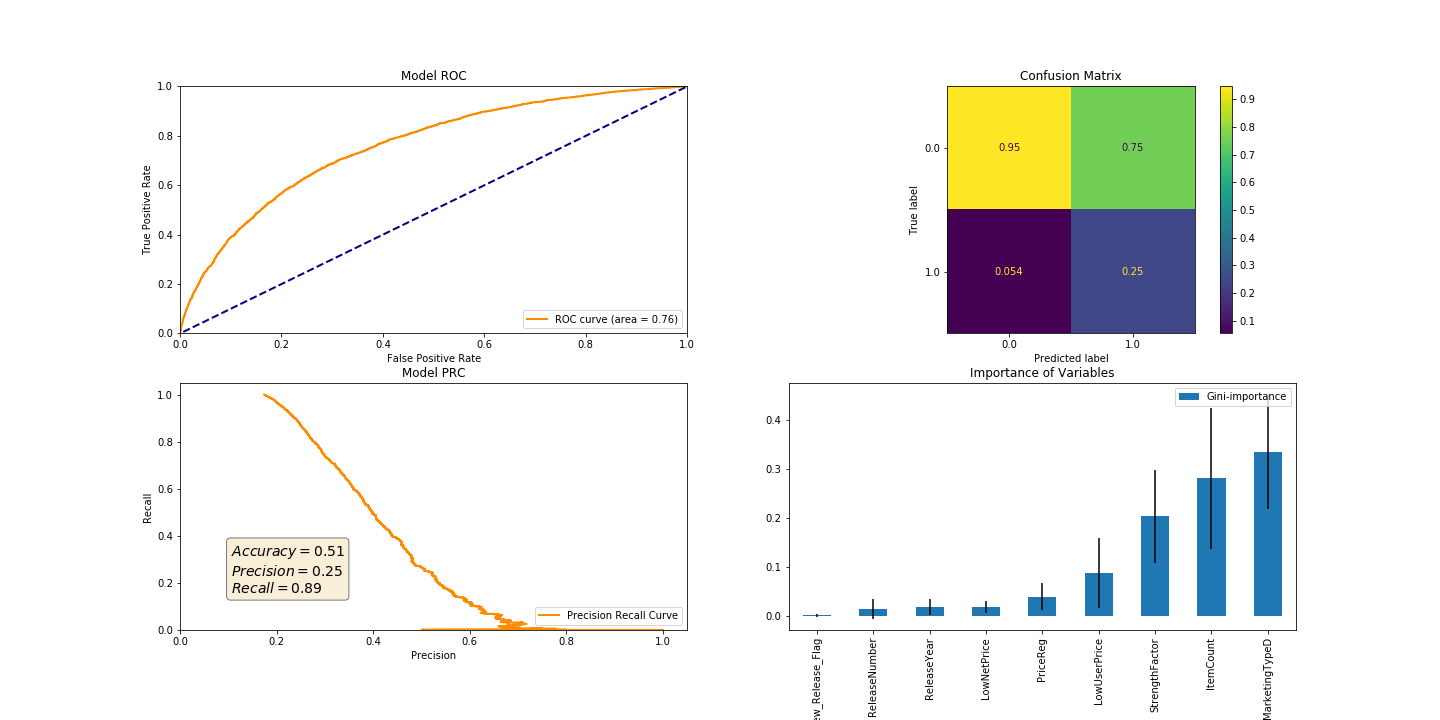 Model ROC
1.0
0.8
0.6
0.4
0.2
0.0
True Positive Rate
ROC curve (area = 0.76)
0.0 0.2 0.4 0.6 0.8 1.0
False Positive Rate
Confusion Matrix
0.0
1.0
True label
0.95 0.75
0.054 0.25
0.0 1.0
Predicted label
0.9
0.8
0.7
0.6
0.5
0.4
0.3
0.2
0.1
Model PRC
1.0
0.8
0.6
0.4
0.2
0.0
Recall
Accuracy = 0.51
Precision = 0.25
Recall = 0.89
Precision Recall Curve
0.0 0.2 0.4 0.6 0.8 1.0
Precision
Importance of Variables
Gini-importance
0.4
0.3
0.2
0.1
0.0
ew_Release_Flag
ReleaseNumber
ReleaseYear
LowNetPrice
PriceReg
LowUserPrice
StrengthFactor
ItemCount
MarketingTypeD